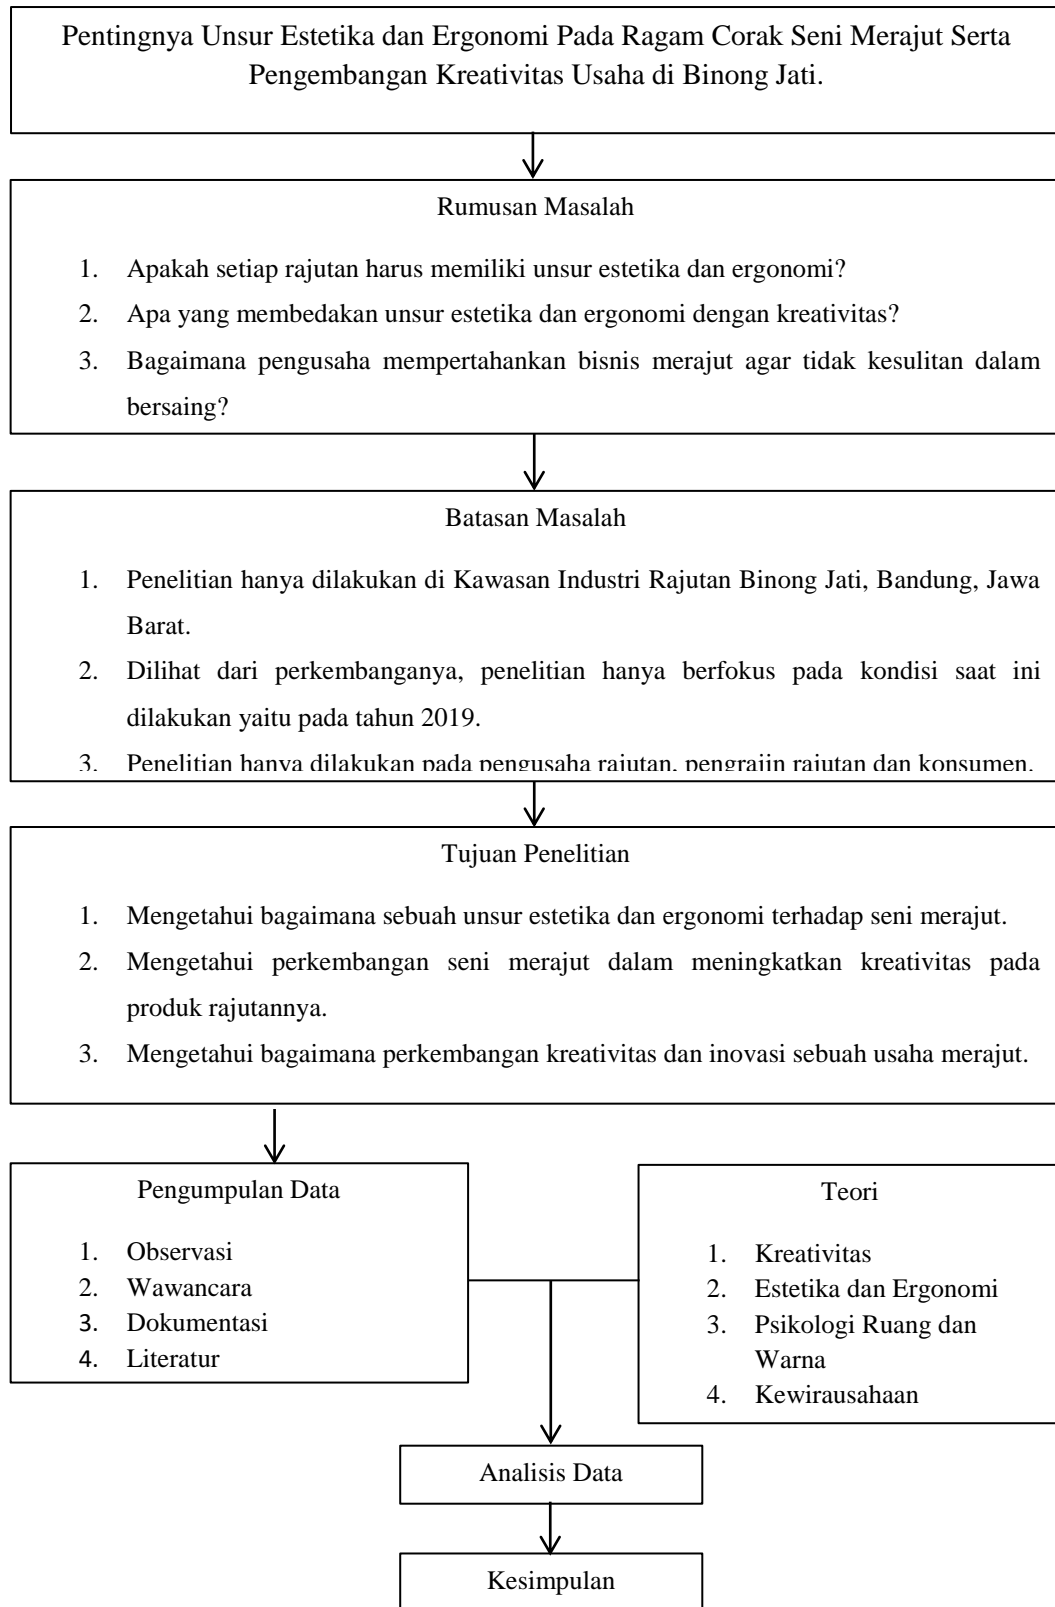 Pentingnya Unsur Estetika dan Ergonomi Pada Ragam Corak Seni Merajut Serta
Pengembangan Kreativitas Usaha di Binong Jati.
Rumusan Masalah
1. Apakah setiap rajutan harus memiliki unsur estetika dan ergonomi?
2. Apa yang membedakan unsur estetika dan ergonomi dengan kreativitas?
3. Bagaimana pengusaha mempertahankan bisnis merajut agar tidak kesulitan dalam
bersaing?
Batasan Masalah
1. Penelitian hanya dilakukan di Kawasan Industri Rajutan Binong Jati, Bandung, Jawa
Barat.
2. Dilihat dari perkembanganya, penelitian hanya berfokus pada kondisi saat ini
dilakukan yaitu pada tahun 2019.
3. Penelitian hanya dilakukan pada pengusaha rajutan, pengrajin rajutan dan konsumen.
Tujuan Penelitian
1. Mengetahui bagaimana sebuah unsur estetika dan ergonomi terhadap seni merajut.
2. Mengetahui perkembangan seni merajut dalam meningkatkan kreativitas pada
produk rajutannya.
3. Mengetahui bagaimana perkembangan kreativitas dan inovasi sebuah usaha merajut.
Pengumpulan Data
1. Observasi
2. Wawancara
3. Dokumentasi
4. Literatur
Teori
1. Kreativitas
2. Estetika dan Ergonomi
3. Psikologi Ruang dan
Warna
4. Kewirausahaan
Analisis Data
Kesimpulan